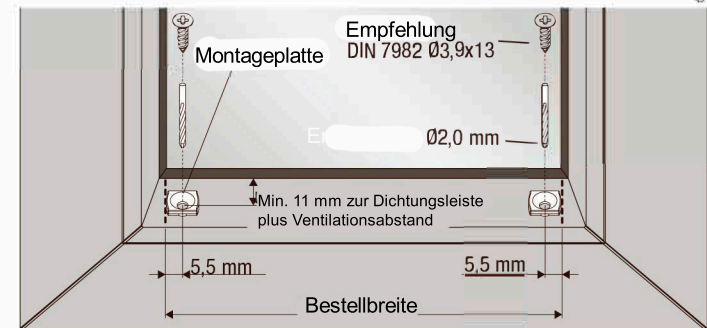 Empfehlung
DIN 7982 Ø3,9x13
Montageplatte
Ø2,0 mm
Min. 11 mm zur Dichtungsleiste
plus Ventilationsabstand
5,5 mm
5,5 mm
Bestellbreite